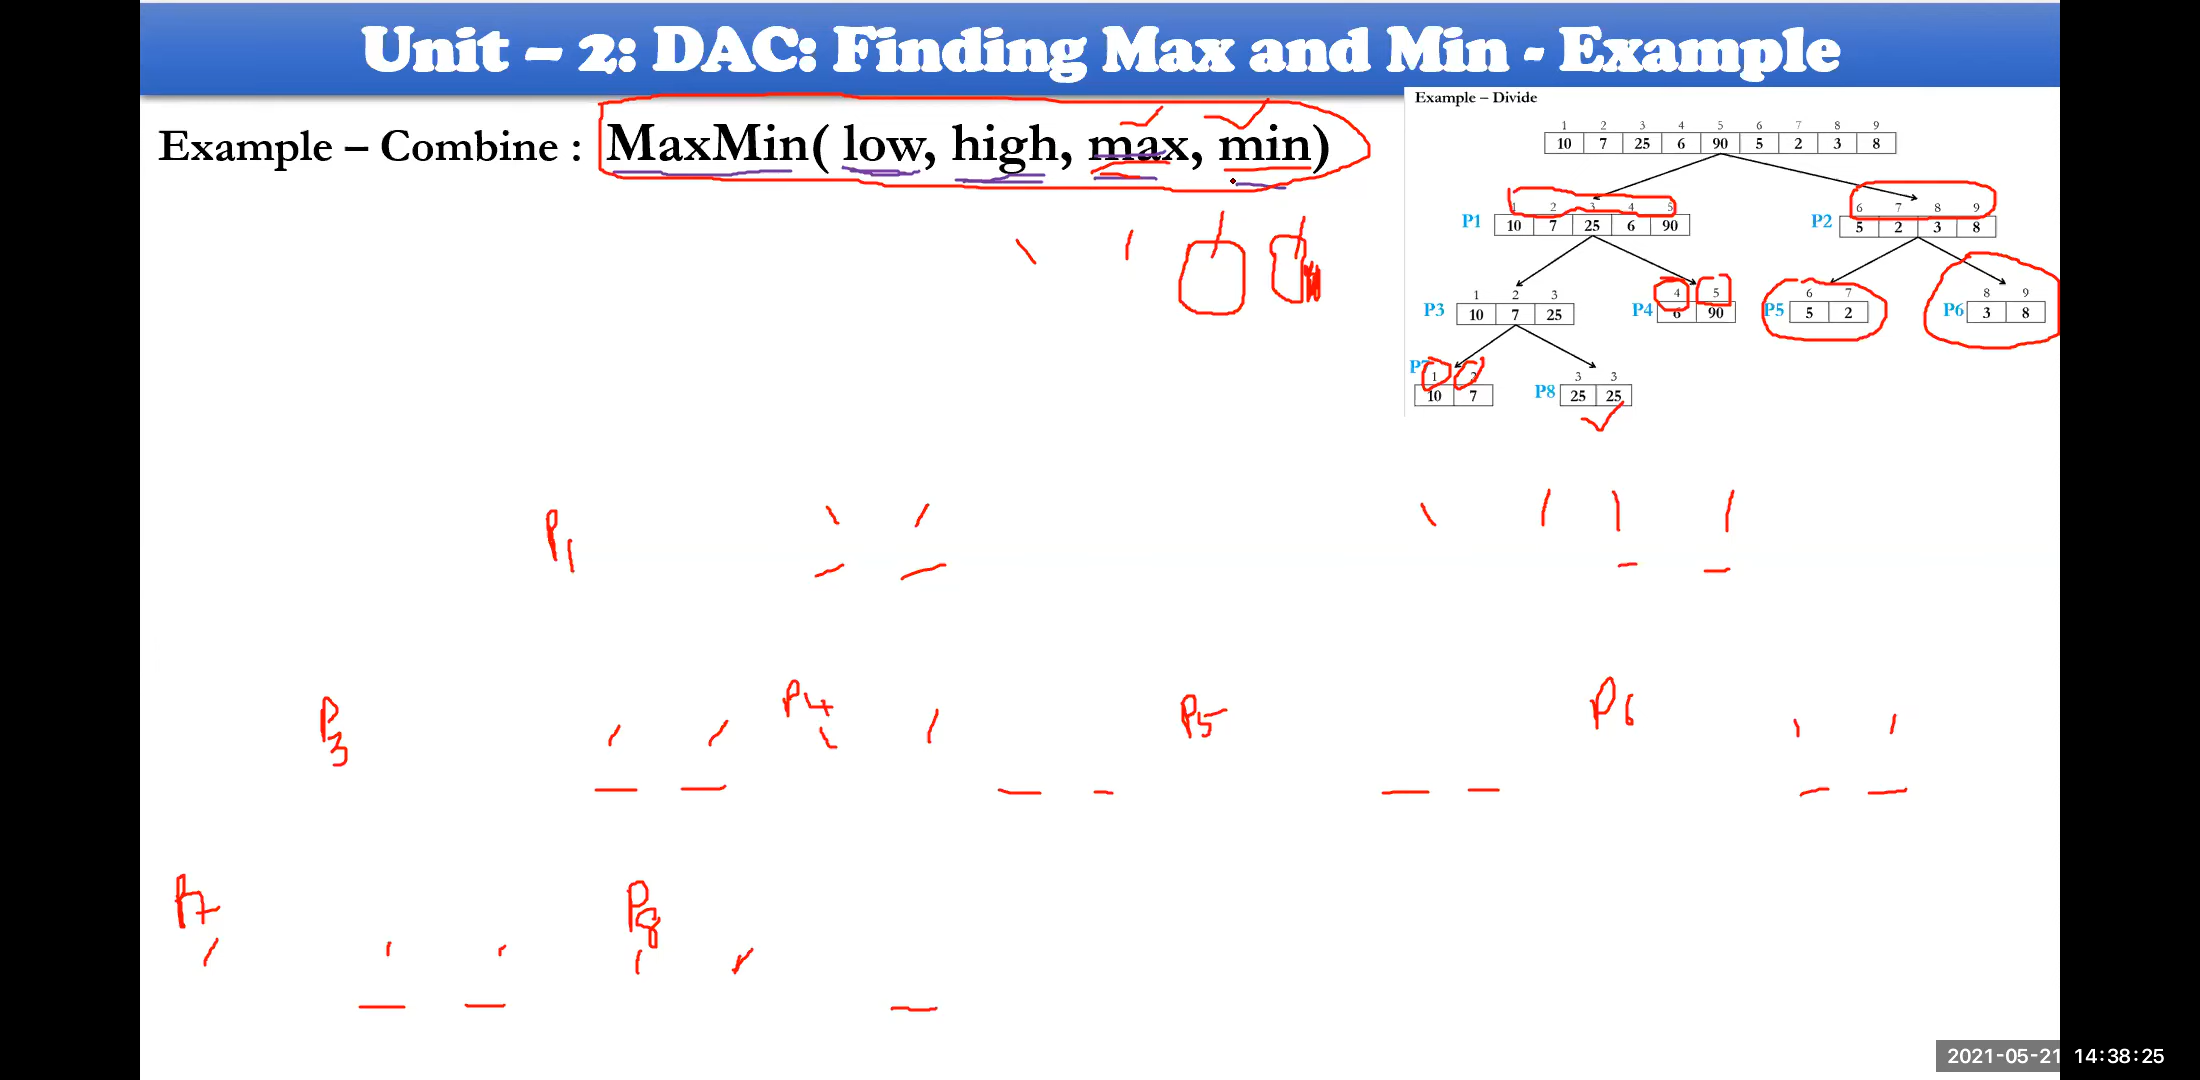 Unit – 2: DAC: Finding Max and Min - Example
Example – Combine : MaxMin( low, high, max, min)
Example – Divide
1 2 3 4 5 6 7 8 9
10 7 25 6 90 5 2 3 8
1 2 3 4 5
P1 10 7 25 6 90
6 7 8 9
P2 5 2 3 8
1 2 3
P3 10 7 25
4 5
P4 6 90
6 7
P5 5 2
8 9
P6 3 8
P7 1 2
10 7
3 3
P8 25 25
P1
P3
P4
P5
P6
P7
P8
2021-05-21 14:38:25